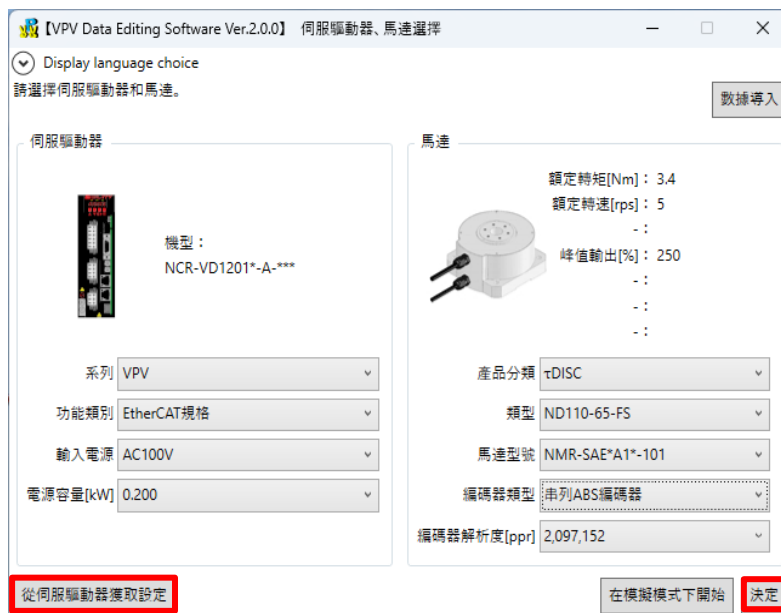 【VPV Data Editing Software Ver.2.0.0】 伺服驅動器、馬達選擇
Display language choice
請選擇伺服驅動器和馬達。
數據導入
伺服驅動器
機型：
NCR-VD1201*-A-***
系列 VPV
功能類別 EtherCAT規格
輸入電源 AC100V
電源容量[kW] 0.200
馬達
額定轉矩[Nm]： 3.4
額定轉速[rps]： 5
-：
峰值輸出[%]： 250
-：
-：
-：
產品分類 τDISC
類型 ND110-65-FS
馬達型號 NMR-SAE*A1*-101
編碼器類型 串列ABS編碼器
編碼器解析度[ppr] 2,097,152
從伺服驅動器獲取設定
在模擬模式下開始
決定